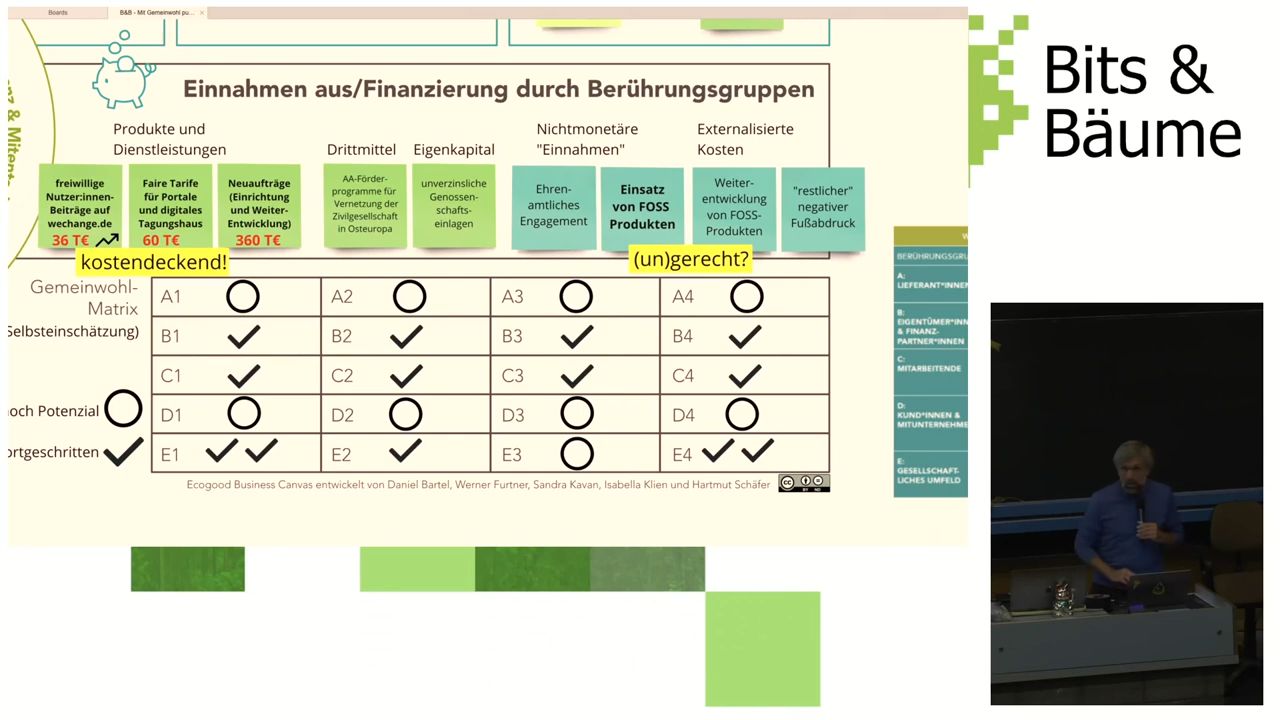 Boards
B&B - Mit Gemeinwohl pu...
Bits &
Bäume
Einnahmen aus/Finanzierung durch Berührungsgruppen
Produkte und
Dienstleistungen
Drittmittel
Eigenkapital
Nichtmonetäre
"Einnahmen"
Externalisierte
Kosten
freiwillige
Nutzer:innen-
Beiträge auf
wechange.de
36 T€
Faire Tarife
für Portale
und digitales
Tagungshaus
60 T€
Neuaufträge
(Einrichtung
und Weiter-
Entwicklung)
360 T€
AA-Förder-
programme für
Vernetzung der
Zivilgesellschaft
in Osteuropa
unverzinsliche
Genossen-
schafts-
einlagen
Ehren-
amtliches
Engagement
Einsatz
von FOSS
Produkten
Weiter-
entwicklung
von FOSS-
Produkten
"restlicher"
negativer
Fußabdruck
kostendeckend!
(un)gerecht?
Gemeinwohl-
Matrix
Selbsteinschätzung)
noch Potenzial
ortgeschritten
A1 A2 A3 A4
B1 B2 B3 B4
C1 C2 C3 C4
D1 D2 D3 D4
E1 E2 E3 E4
Ecogood Business Canvas entwickelt von Daniel Bartel, Werner Furtner, Sandra Kavan, Isabella Klien und Hartmut Schäfer
cc
BY ND
BERÜHRUNGSGRU
A:
LIEFERANT*INNEN
B:
EIGENTÜMER*INN
& FINANZ-
PARTNER*INNEN
C:
MITARBEITENDE
D:
KUND*INNEN &
MITUNTERNEHME
E:
GESELLSCHAFT-
LICHES UMFELD